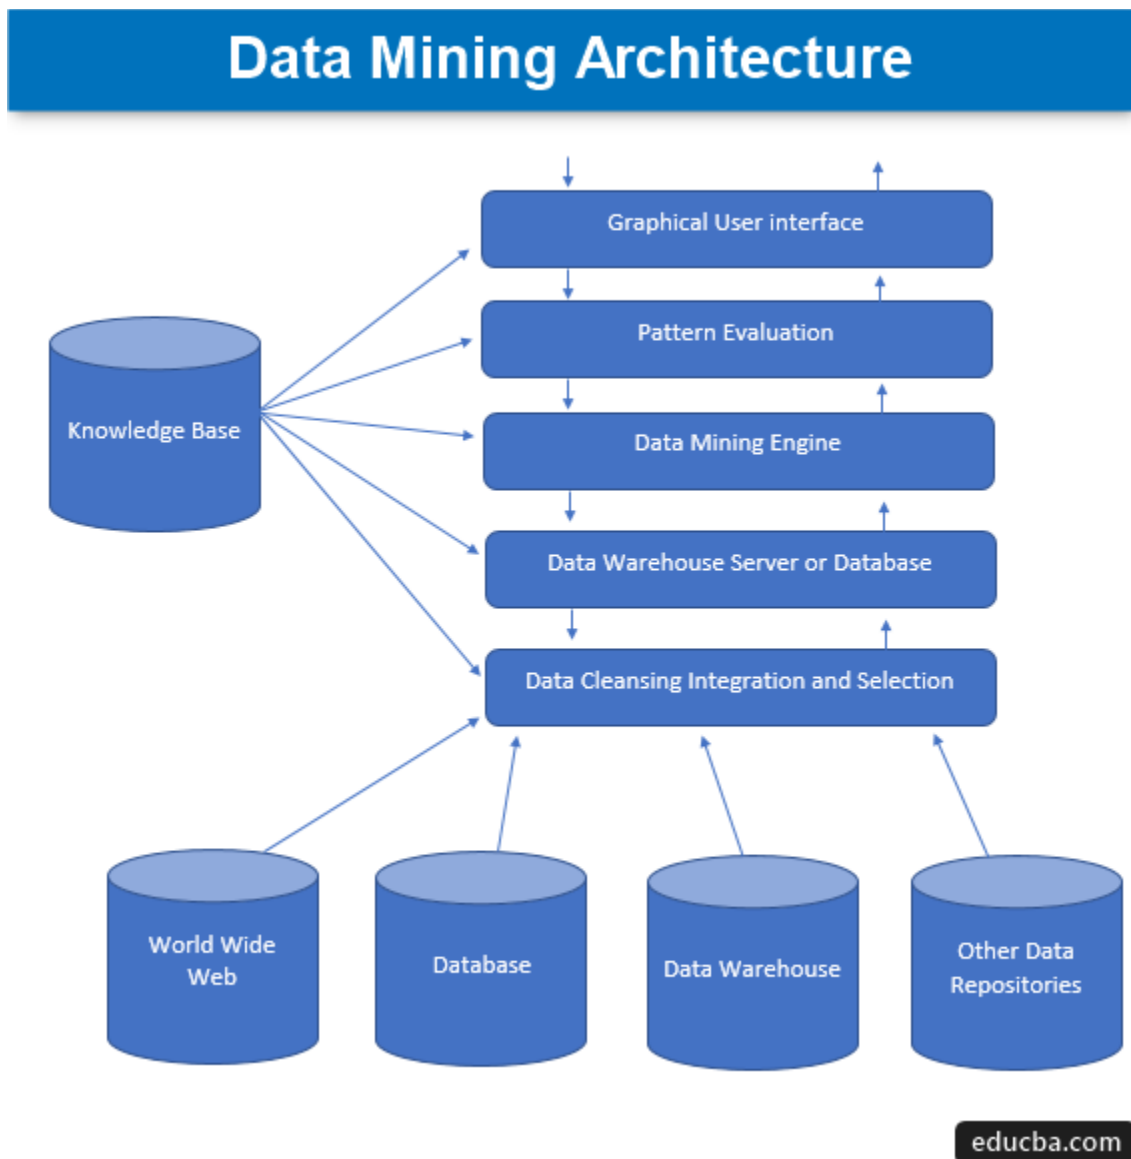 Data Mining Architecture
Graphical User interface
Pattern Evaluation
Knowledge Base
Data Mining Engine
Data Warehouse Server or Database
Data Cleansing Integration and Selection
World Wide
Web
Database
Data Warehouse
Other Data
Repositories
educba.com